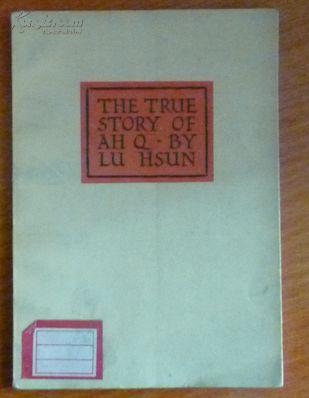 THE TRUE
STORY OF
AH Q - BY
LU HSUN